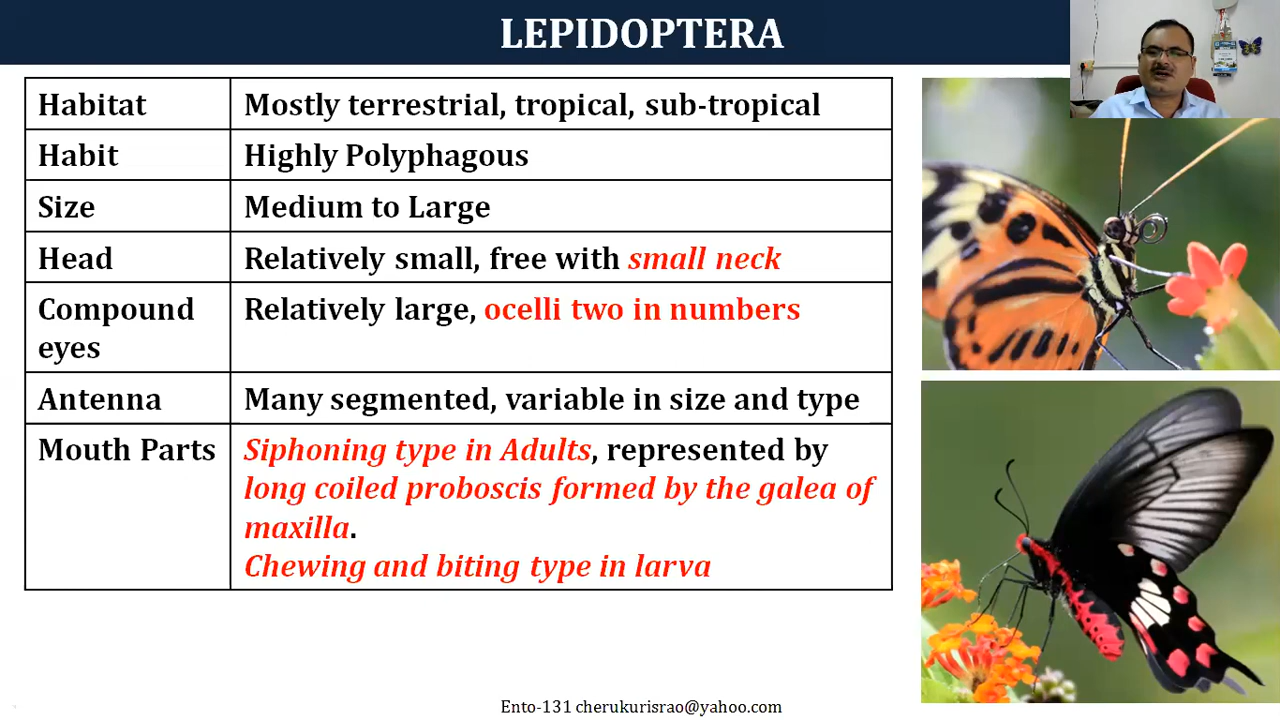 LEPIDOPTERA
Habitat Mostly terrestrial, tropical, sub-tropical
Habit Highly Polyphagous
Size Medium to Large
Head Relatively small, free with small neck
Compound eyes Relatively large, ocelli two in numbers
Antenna Many segmented, variable in size and type
Mouth Parts Siphoning type in Adults, represented by
long coiled proboscis formed by the galea of
maxilla.
Chewing and biting type in larva
Ento-131 cherukurisrao@yahoo.com